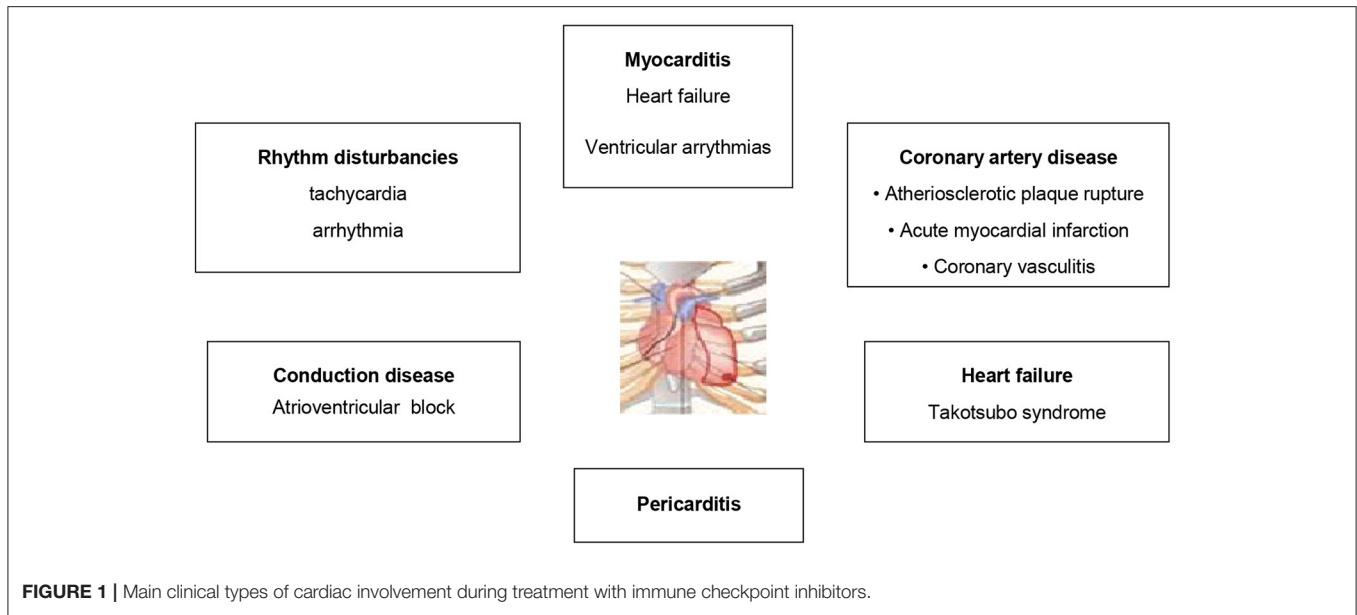 Myocarditis
Heart failure
Ventricular arrythmias
Rhythm disturbancies
tachycardia
arrhythmia
Coronary artery disease
• Atheriosclerotic plaque rupture
• Acute myocardial infarction
• Coronary vasculitis
Conduction disease
Atrioventricular block
Heart failure
Takotsubo syndrome
Pericarditis
FIGURE 1 | Main clinical types of cardiac involvement during treatment with immune checkpoint inhibitors.